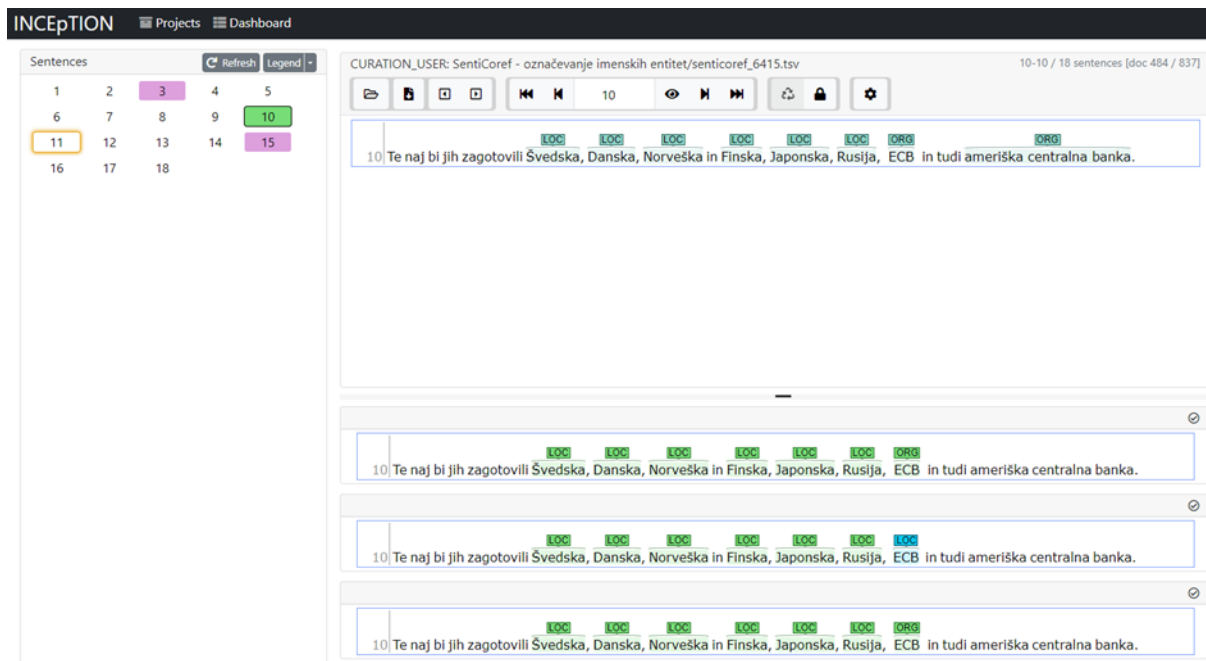 INCEpTION Projects Dashboard
Sentences Refresh Legend
1 2 3 4 5
6 7 8 9 10
11 12 13 14 15
16 17 18
CURATION_USER: SentiCoref - označevanje imenskih entitet/senticoref_6415.tsv 10-10 / 18 sentences [doc 484 / 837]
10
LOC LOC LOC LOC LOC LOC ORG ORG
10 Te naj bi jih zagotovili Švedska, Danska, Norveška in Finska, Japonska, Rusija, ECB in tudi ameriška centralna banka.
LOC LOC LOC LOC LOC LOC ORG
10 Te naj bi jih zagotovili Švedska, Danska, Norveška in Finska, Japonska, Rusija, ECB in tudi ameriška centralna banka.
LOC LOC LOC LOC LOC LOC LOC
10 Te naj bi jih zagotovili Švedska, Danska, Norveška in Finska, Japonska, Rusija, ECB in tudi ameriška centralna banka.
LOC LOC LOC LOC LOC LOC ORG
10 Te naj bi jih zagotovili Švedska, Danska, Norveška in Finska, Japonska, Rusija, ECB in tudi ameriška centralna banka.